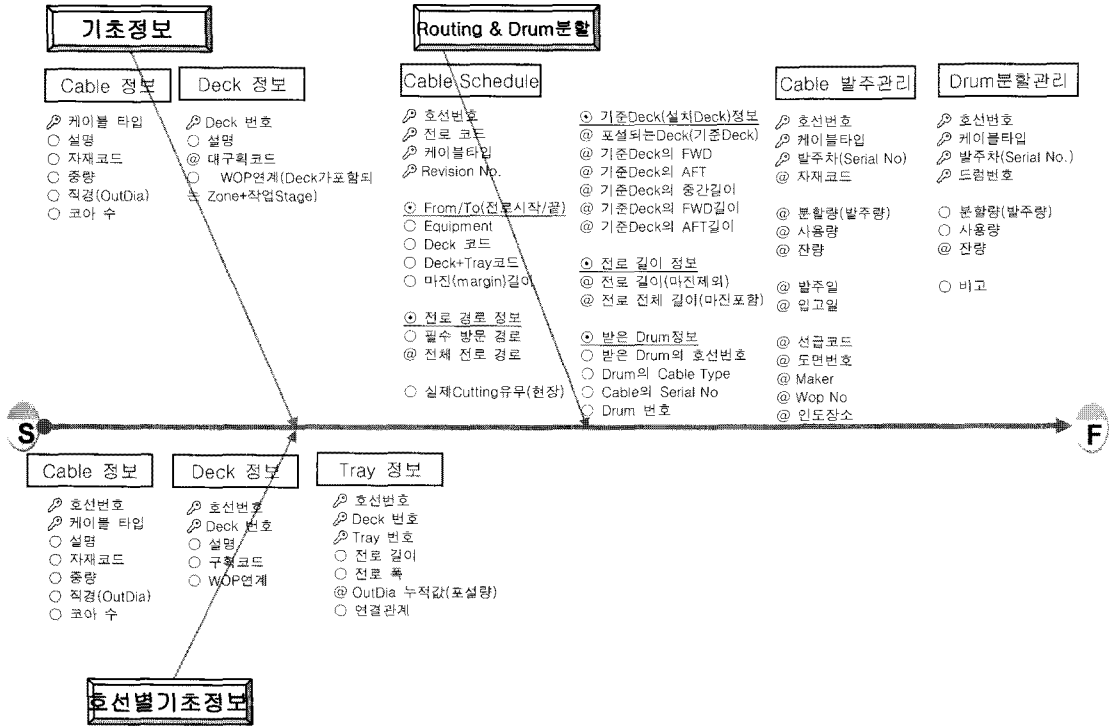 기초정보
Cable 정보
케이블 타입
설명
자재코드
중량
직경(OutDia)
코아 수
Deck 정보
Deck 번호
설명
@ 대구획코드
WOP연계(Deck가포함되
= Zone+작업Stage)
Routing & Drum분할
Cable Schedule
호선번호
전로 코드
케이블타입
Revision No.
From/To(전로시작/끝)
Equipment
Deck 코드
Deck+Tray코드
마진(margin)길이
전로 경로 정보
필수 방문 경로
@ 전체 전로 경로
실제Cutting유무(현장)
기준Deck(설치Deck)정보
@ 포설되는Deck(기준Deck)
@ 기준Deck의 FWD
@ 기준Deck의 AFT
@ 기준Deck의 중간길이
@ 기준Deck의 FWD길이
@ 기준Deck의 AFT길이
전로 길이 정보
@ 전로 길이(마진제외)
@ 전로 전체 길이(마진포함)
받은 Drum정보
받은 Drum의 호선번호
Drum의 Cable Type
Cable의 Serial No
Drum 번호
Cable 발주관리
호선번호
케이블타입
발주차(Serial No)
@ 자재코드
@ 분할량(발주량)
@ 사용량
@ 잔량
@ 발주일
@ 입고일
@ 선급코드
@ 도면번호
@ Maker
@ Wop No
@ 인도장소
Drum분할관리
호선번호
케이블타입
발주차(Serial No.)
드럼번호
분할량(발주량)
사용량
@ 잔량
비고
S
F
Cable 정보
호선번호
케이블 타입
설명
자재코드
중량
직경(OutDia)
코아 수
Deck 정보
호선번호
Deck 번호
설명
구획코드
WOP연계
Tray 정보
호선번호
Deck 번호
Tray 번호
전로 길이
전로 폭
@ OutDia 누적값(포설량)
연결관계
호선별기초정보